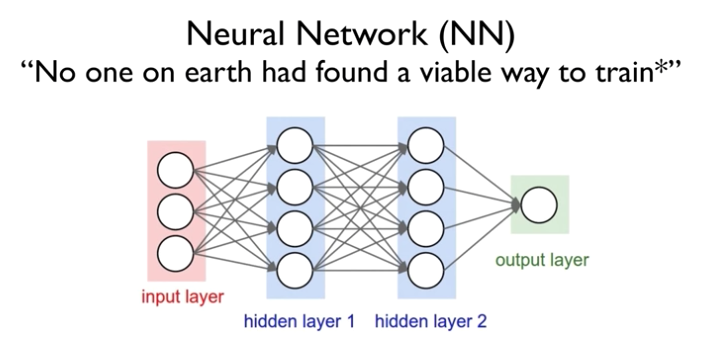 Neural Network (NN)
“No one on earth had found a viable way to train*”
output layer
input layer
hidden layer 1 hidden layer 2